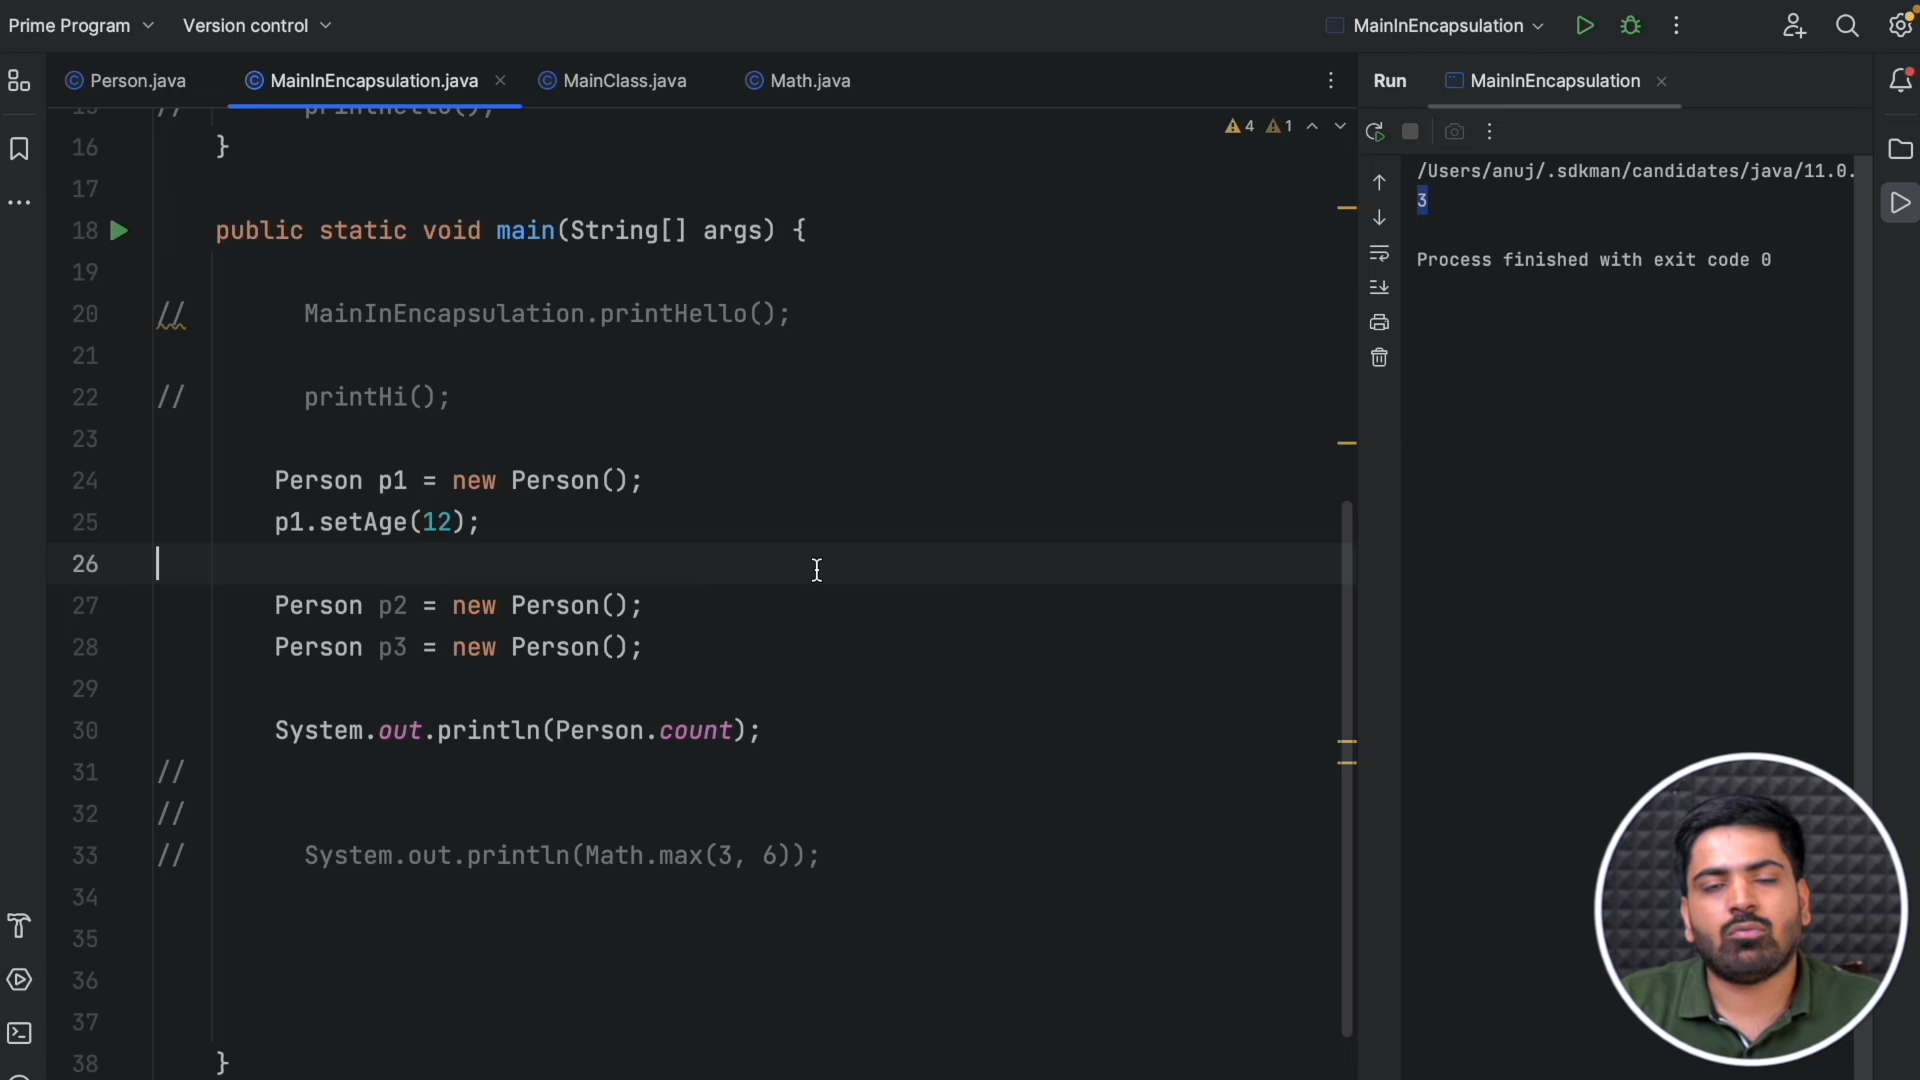 Prime Program
Version control
MainInEncapsulation
Person.java
MainInEncapsulation.java
MainClass.java
Math.java
Run
MainInEncapsulation
4
1
15 // printHello();
16 }
17
18 public static void main(String[] args) {
19
20 // MainInEncapsulation.printHello();
21
22 // printHi();
23
24 Person p1 = new Person();
25 p1.setAge(12);
26
27 Person p2 = new Person();
28 Person p3 = new Person();
29
30 System.out.println(Person.count);
31 //
32 //
33 // System.out.println(Math.max(3, 6));
34
35
36
37
38 }
/Users/anuj/.sdkman/candidates/java/11.0.
3
Process finished with exit code 0